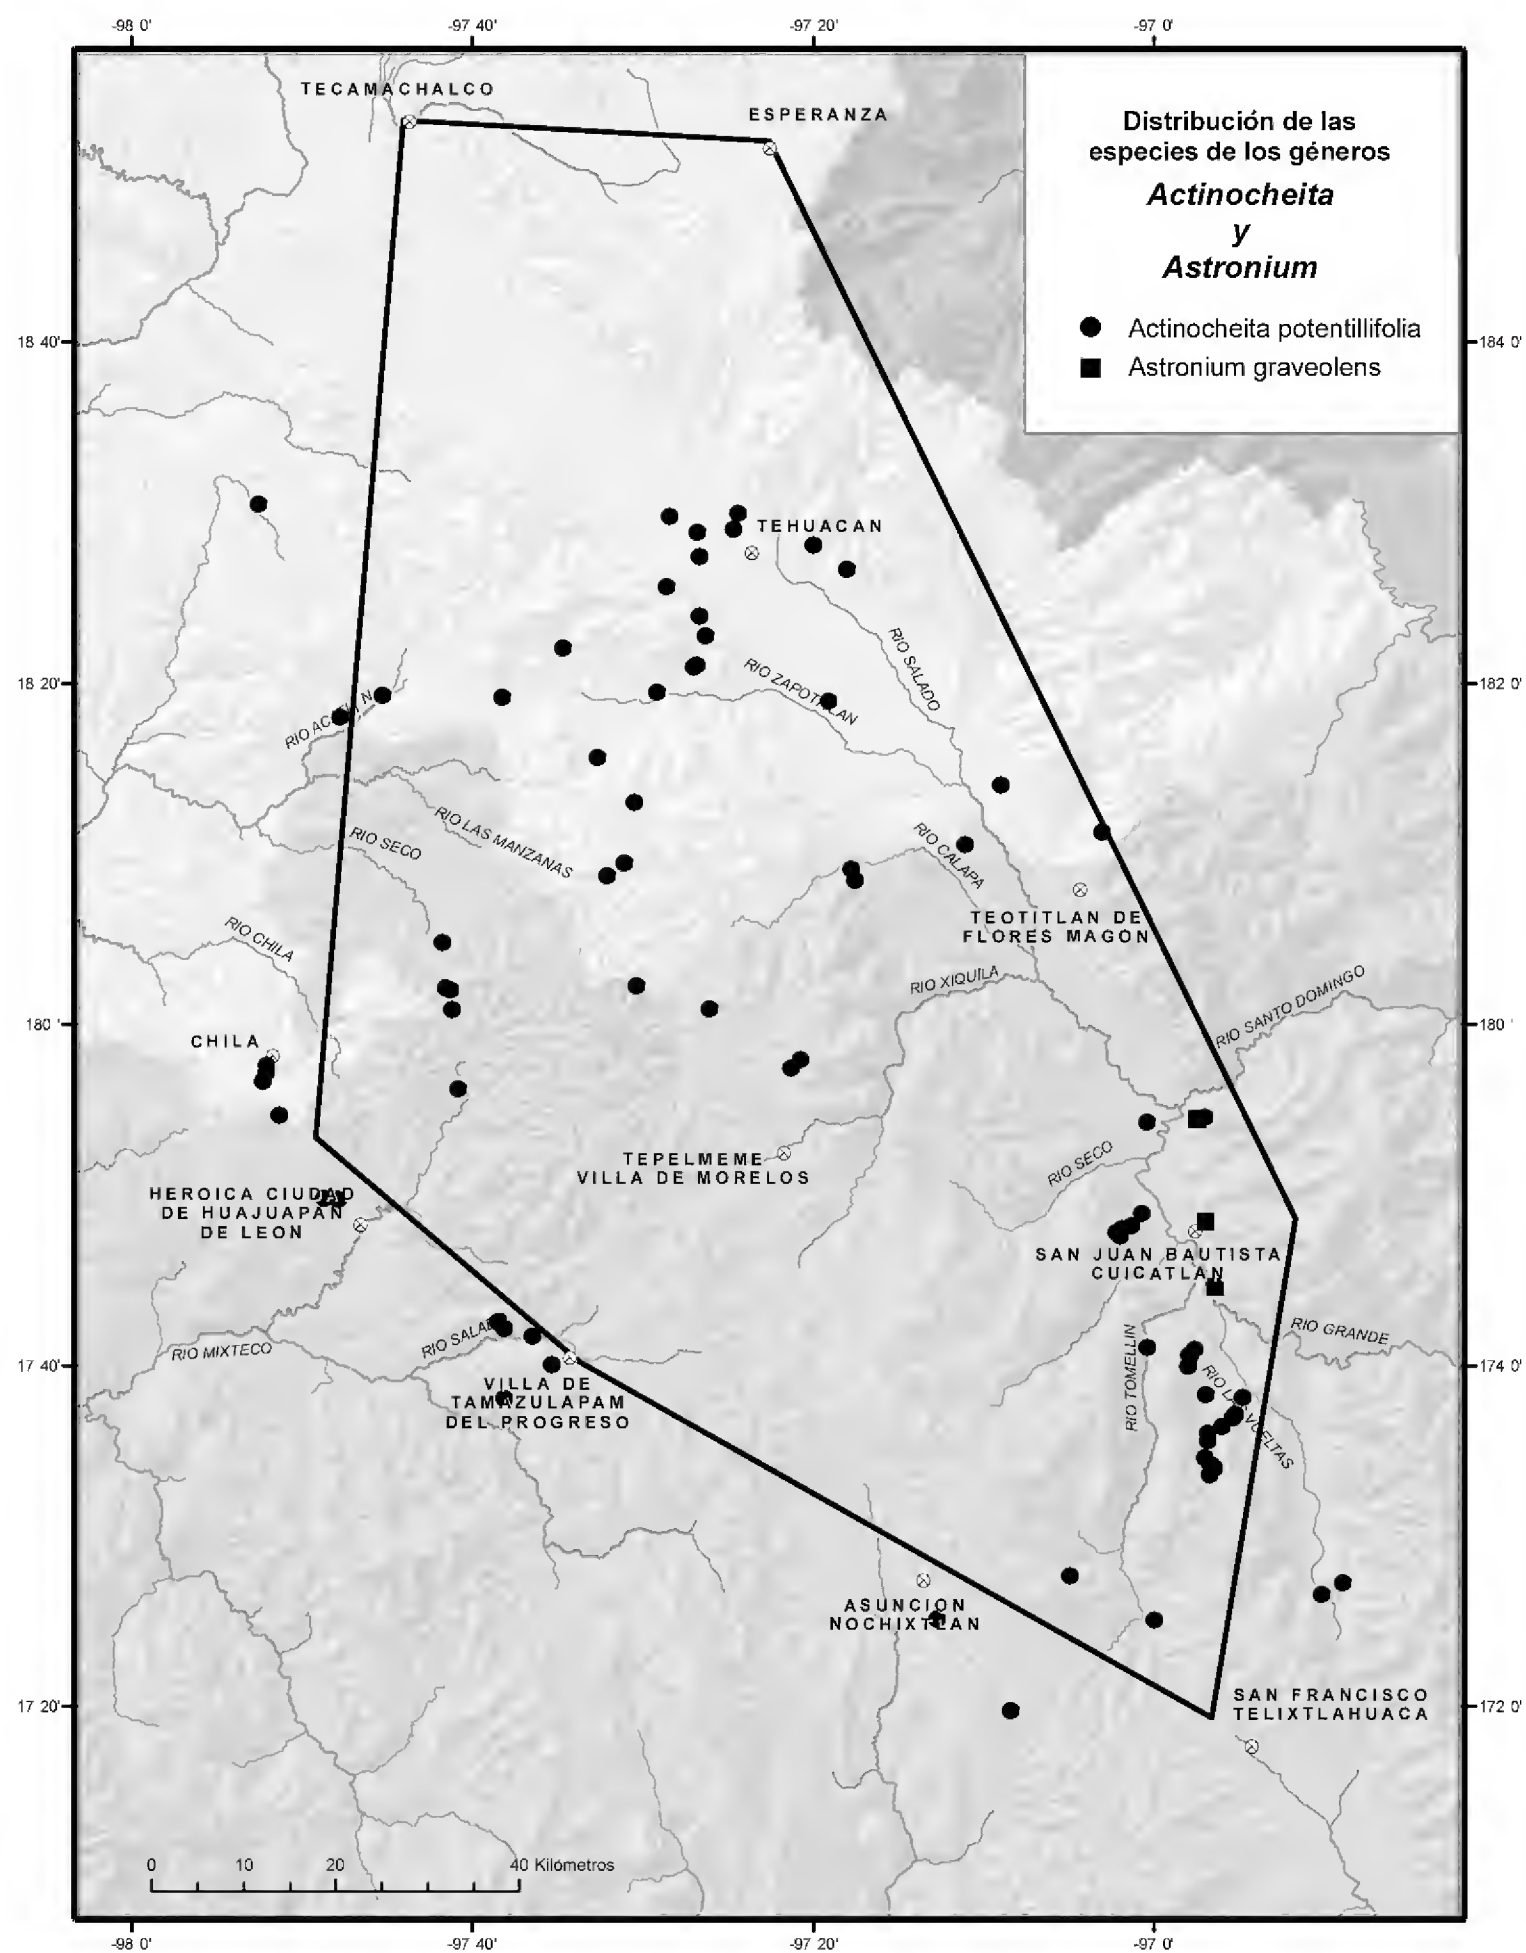 -98 0'
-97 40'
-97 20'
-97 0'
TECAMACHALCO
ESPERANZA
Distribución de las
especies de los géneros
Actinocheita
y
Astronium
Actinocheita potentillifolia
Astronium graveolens
18 40'
184 0'
TEHUACAN
RIO SALADO
RIO ZAPOTITLAN
18 20'
182 0'
RIO LAS MANZANAS
RIO SECO
RIO CALAPA
TEOTITLAN DE
FLORES MAGON
RIO CHILA
RIO XIQUILA
RIO SANTO DOMINGO
180 '
180 '
CHILA
TEPELMEME
VILLA DE MORELOS
RIO SECO
HEROICA CIUDAD
DE HUAJUAPAN
DE LEON
SAN JUAN BAUTISTA
CUICATLAN
RIO GRANDE
RIO MIXTECO
RIO SALADO
RIO TOMELLIN
RIO LAS VUELTAS
17 40'
174 0'
VILLA DE
TAMAZULAPAM
DEL PROGRESO
ASUNCION
NOCHIXTLAN
17 20'
172 0'
SAN FRANCISCO
TELIXTLAHUACA
0 10 20 40 Kilómetros
-98 0'
-97 40'
-97 20'
-97 0'